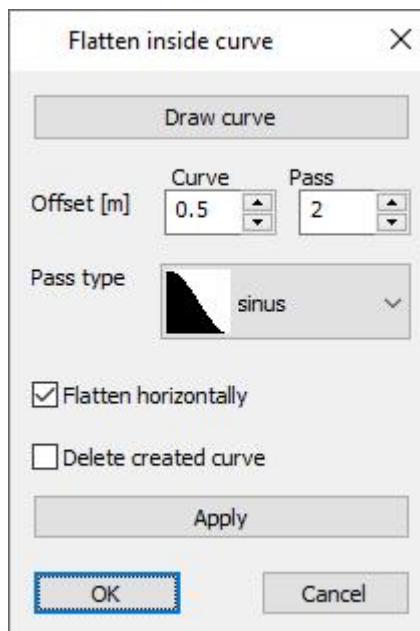 Flatten inside curve
Draw curve
Curve Pass
Offset [m] 0.5 2
Pass type sinus
Flatten horizontally
Delete created curve
Apply
OK Cancel